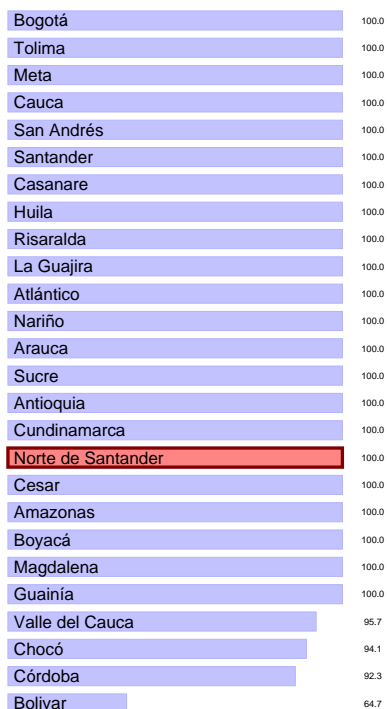 Bogotá 100.0
Tolima 100.0
Meta 100.0
Cauca 100.0
San Andrés 100.0
Santander 100.0
Casanare 100.0
Huila 100.0
Risaralda 100.0
La Guajira 100.0
Atlántico 100.0
Nariño 100.0
Arauca 100.0
Sucre 100.0
Antioquia 100.0
Cundinamarca 100.0
Norte de Santander 100.0
Cesar 100.0
Amazonas 100.0
Boyacá 100.0
Magdalena 100.0
Guainía 100.0
Valle del Cauca 95.7
Chocó 94.1
Córdoba 92.3
Bolivar 64.7